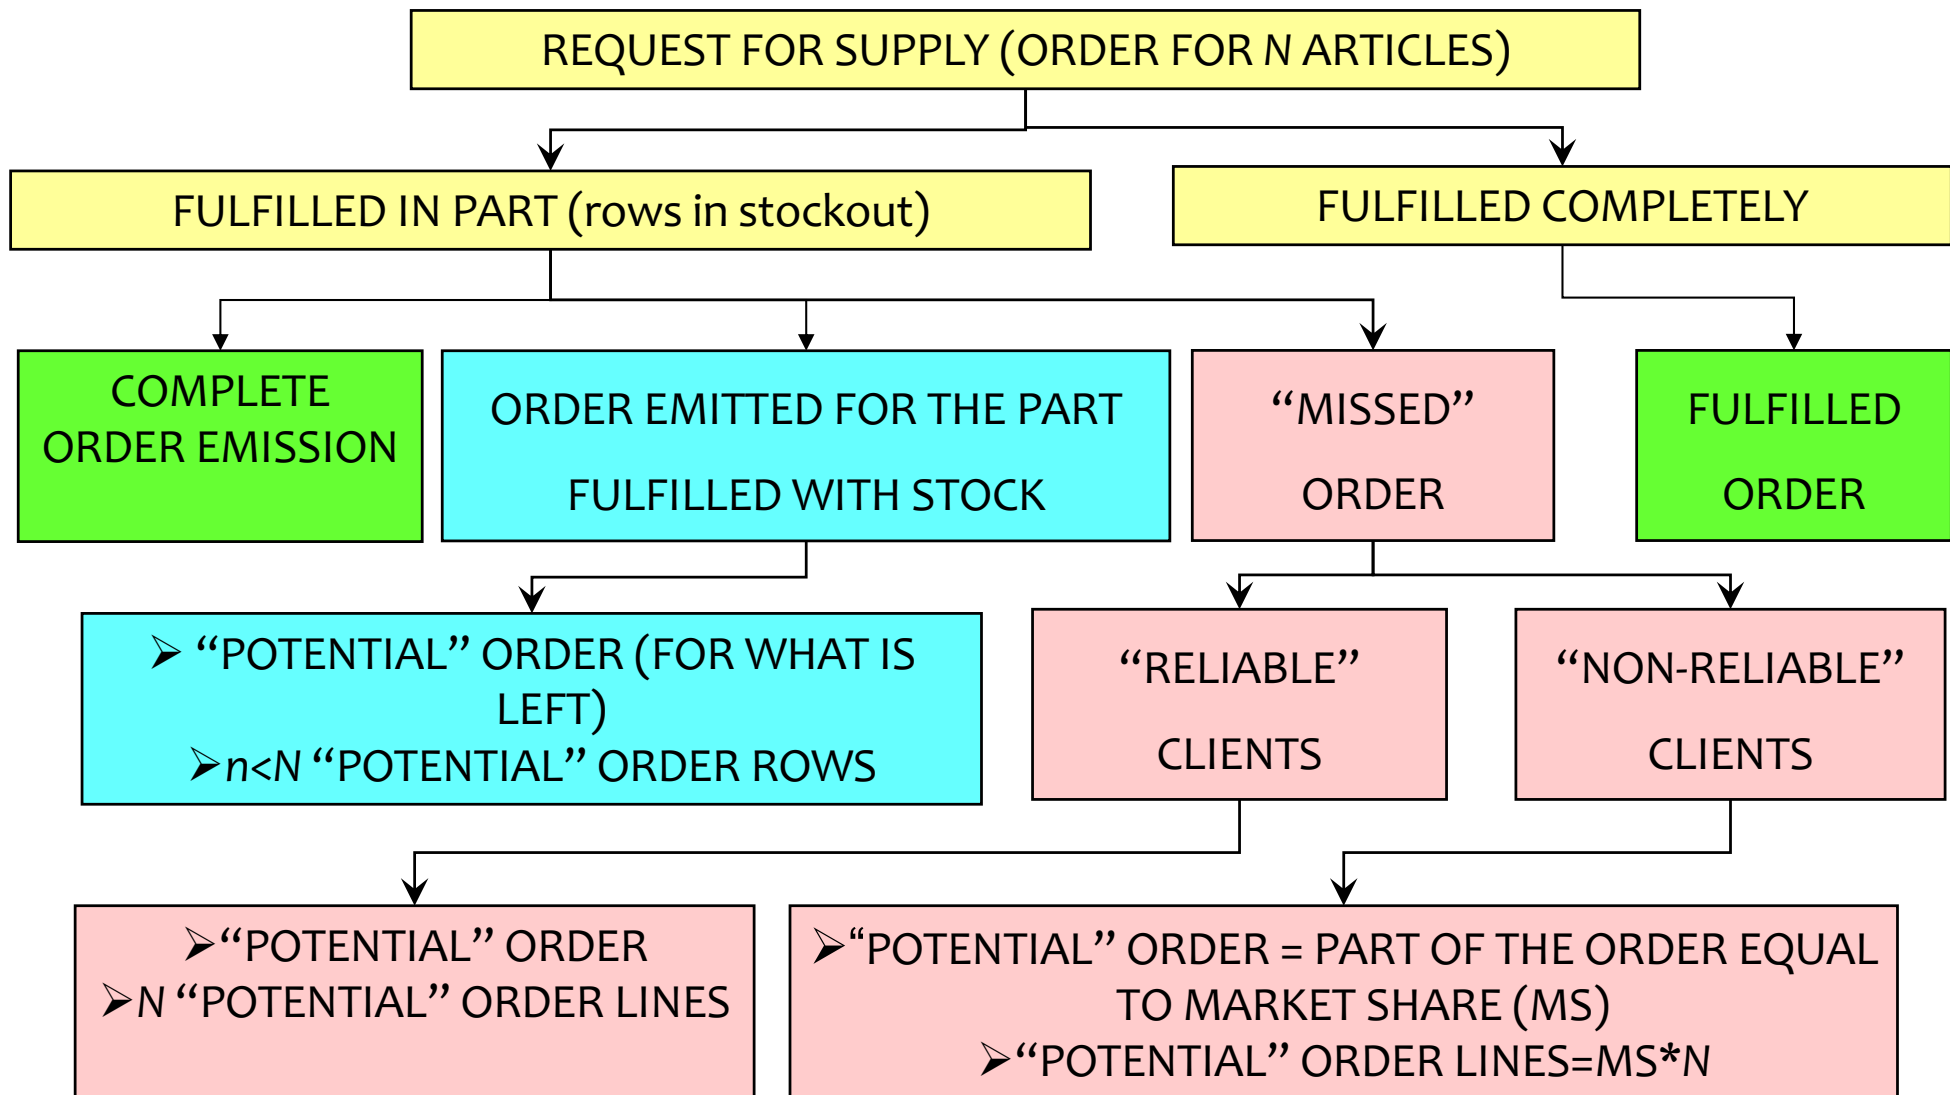 REQUEST FOR SUPPLY (ORDER FOR N ARTICLES)
FULFILLED IN PART (rows in stockout)
FULFILLED COMPLETELY
COMPLETE
ORDER EMISSION
ORDER EMITTED FOR THE PART
FULFILLED WITH STOCK
“MISSED”
ORDER
FULFILLED
ORDER
➢ “POTENTIAL” ORDER (FOR WHAT IS
LEFT)
➢n<N “POTENTIAL” ORDER ROWS
“RELIABLE”
CLIENTS
“NON-RELIABLE”
CLIENTS
➢“POTENTIAL” ORDER
➢N “POTENTIAL” ORDER LINES
➢“POTENTIAL” ORDER = PART OF THE ORDER EQUAL
TO MARKET SHARE (MS)
➢“POTENTIAL” ORDER LINES=MS*N